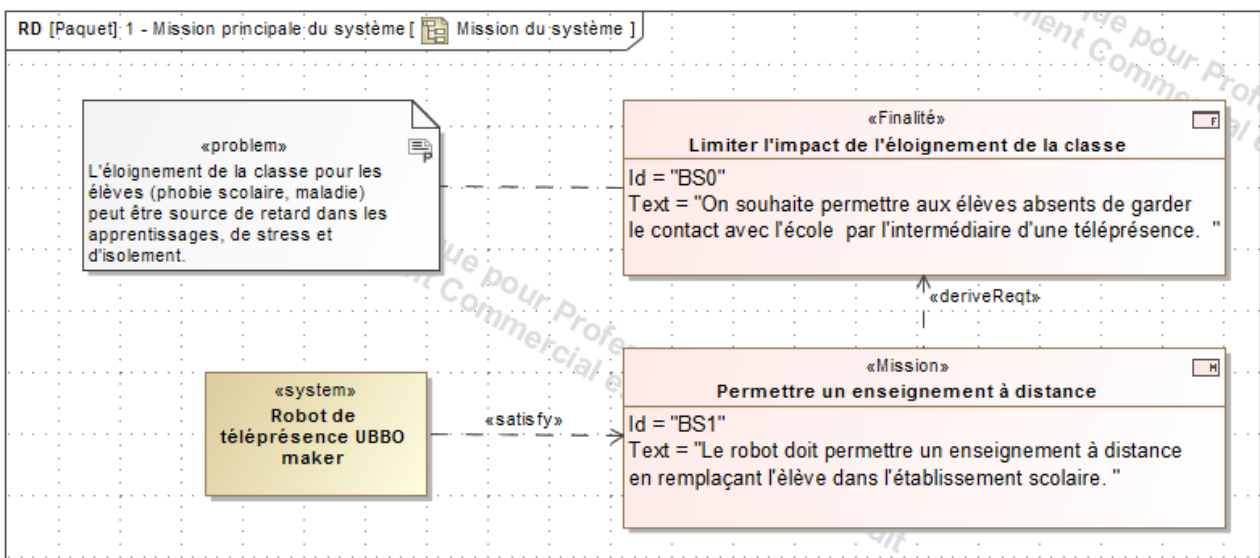 RD [Paquet] 1 - Mission principale du système [ Mission du système ]
«problem»
L'éloignement de la classe pour les
élèves (phobie scolaire, maladie)
peut être source de retard dans les
apprentissages, de stress et
d'isolement.
«Finalité»
F
Limiter l'impact de l'éloignement de la classe
Id = "BS0"
Text = "On souhaite permettre aux élèves absents de garder
le contact avec l'école par l'intermédiaire d'une téléprésence. "
«deriveReqt»
«system»
Robot de
téléprésence UBBO
maker
«satisfy»
«Mission»
M
Permettre un enseignement à distance
Id = "BS1"
Text = "Le robot doit permettre un enseignement à distance
en remplaçant l'èlève dans l'établissement scolaire. "